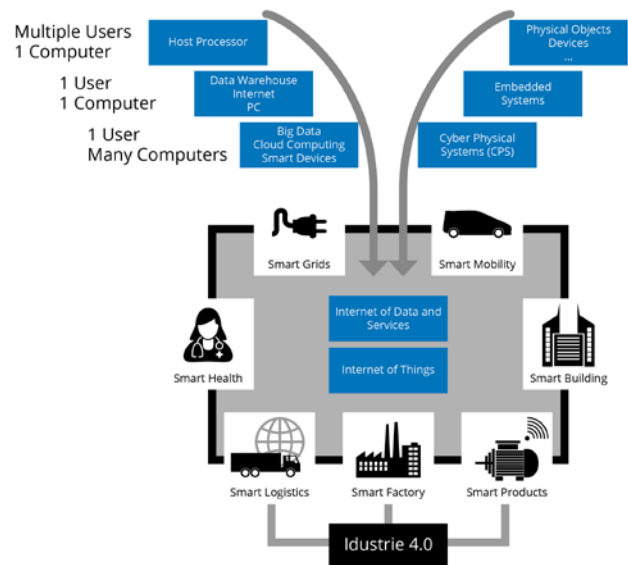 Multiple Users
1 Computer
Host Processor
Physical Objects
Devices
...
1 User
1 Computer
Data Warehouse
Internet
PC
Embedded
Systems
1 User
Many Computers
Big Data
Cloud Computing
Smart Devices
Cyber Physical
Systems (CPS)
Smart Grids
Smart Mobility
Internet of Data and
Services
Internet of Things
Smart Health
Smart Building
Smart Logistics
Smart Factory
Smart Products
Idustrie 4.0